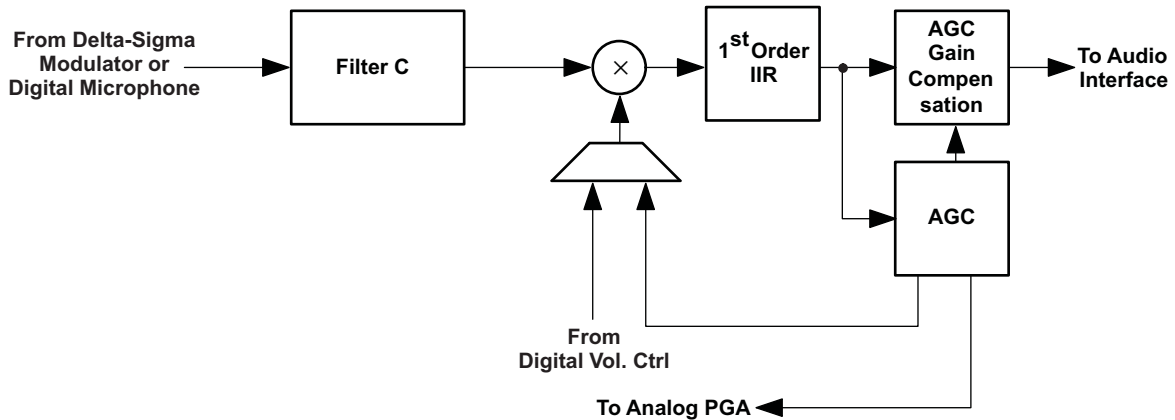 From Delta-Sigma
Modulator or
Digital Microphone
Filter C
×
1st Order
IIR
AGC
Gain
Compen
sation
To Audio
Interface
AGC
From
Digital Vol. Ctrl
To Analog PGA